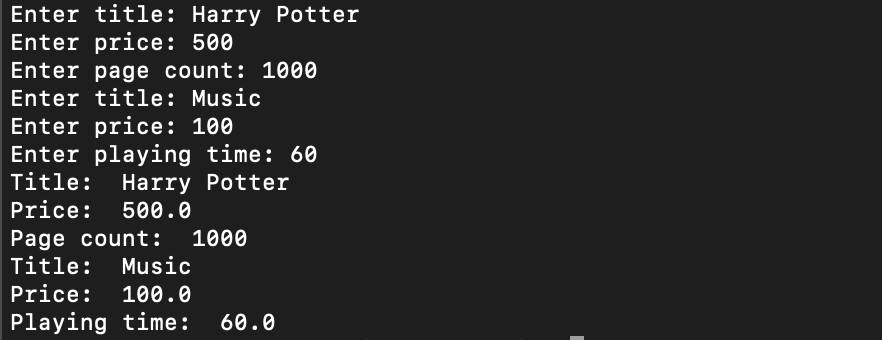 Enter title: Harry Potter
Enter price: 500
Enter page count: 1000
Enter title: Music
Enter price: 100
Enter playing time: 60
Title:  Harry Potter
Price:  500.0
Page count:  1000
Title:  Music
Price:  100.0
Playing time:  60.0